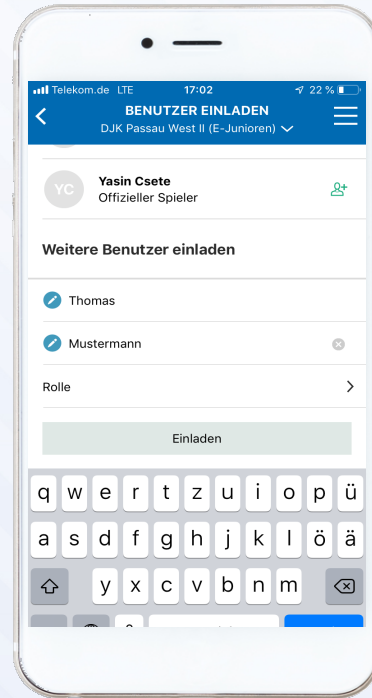 Telekom.de LTE 17:02 22 %
BENUTZER EINLADEN
DJK Passau West II (E-Junioren)
YC
Yasin Csete
Offizieller Spieler
Weitere Benutzer einladen
Thomas
Mustermann
Rolle
Einladen
q w e r t z u i o p ü
a s d f g h j k l ö ä
y x c v b n m